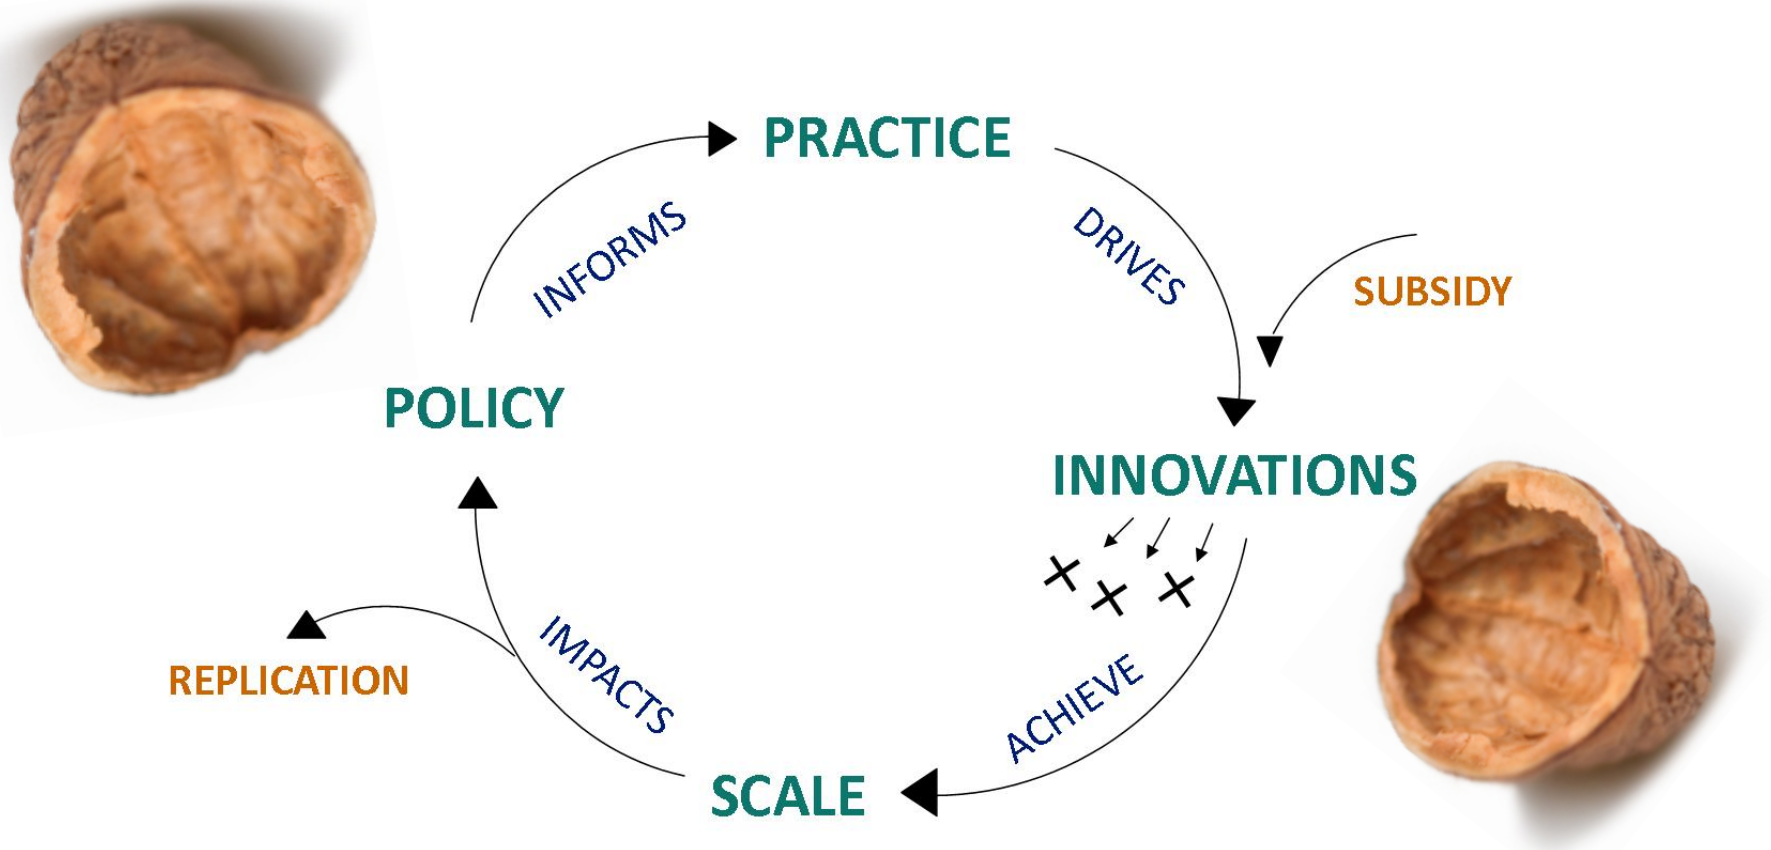 PRACTICE
INFORMS
DRIVES
SUBSIDY
POLICY
INNOVATIONS
REPLICATION
IMPACTS
ACHIEVE
SCALE